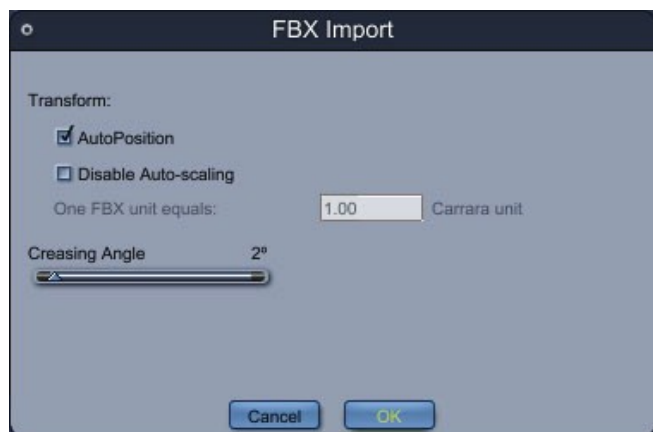 FBX Import
Transform:
AutoPosition
Disable Auto-scaling
One FBX unit equals: 1.00 Carrara unit
Creasing Angle 2º
Cancel OK